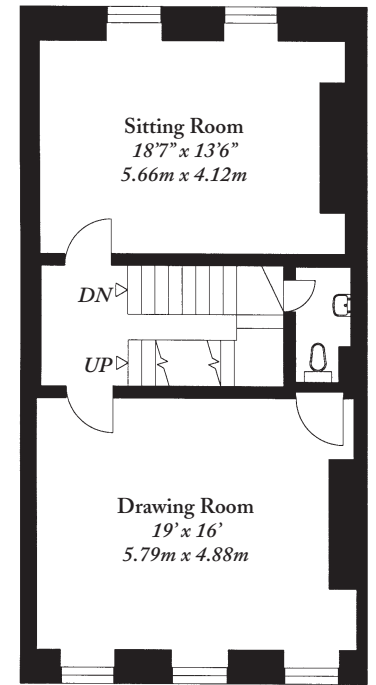 Sitting Room
18'7" x 13'6"
5.66m x 4.12m
DN
UP
Drawing Room
19' x 16'
5.79m x 4.88m